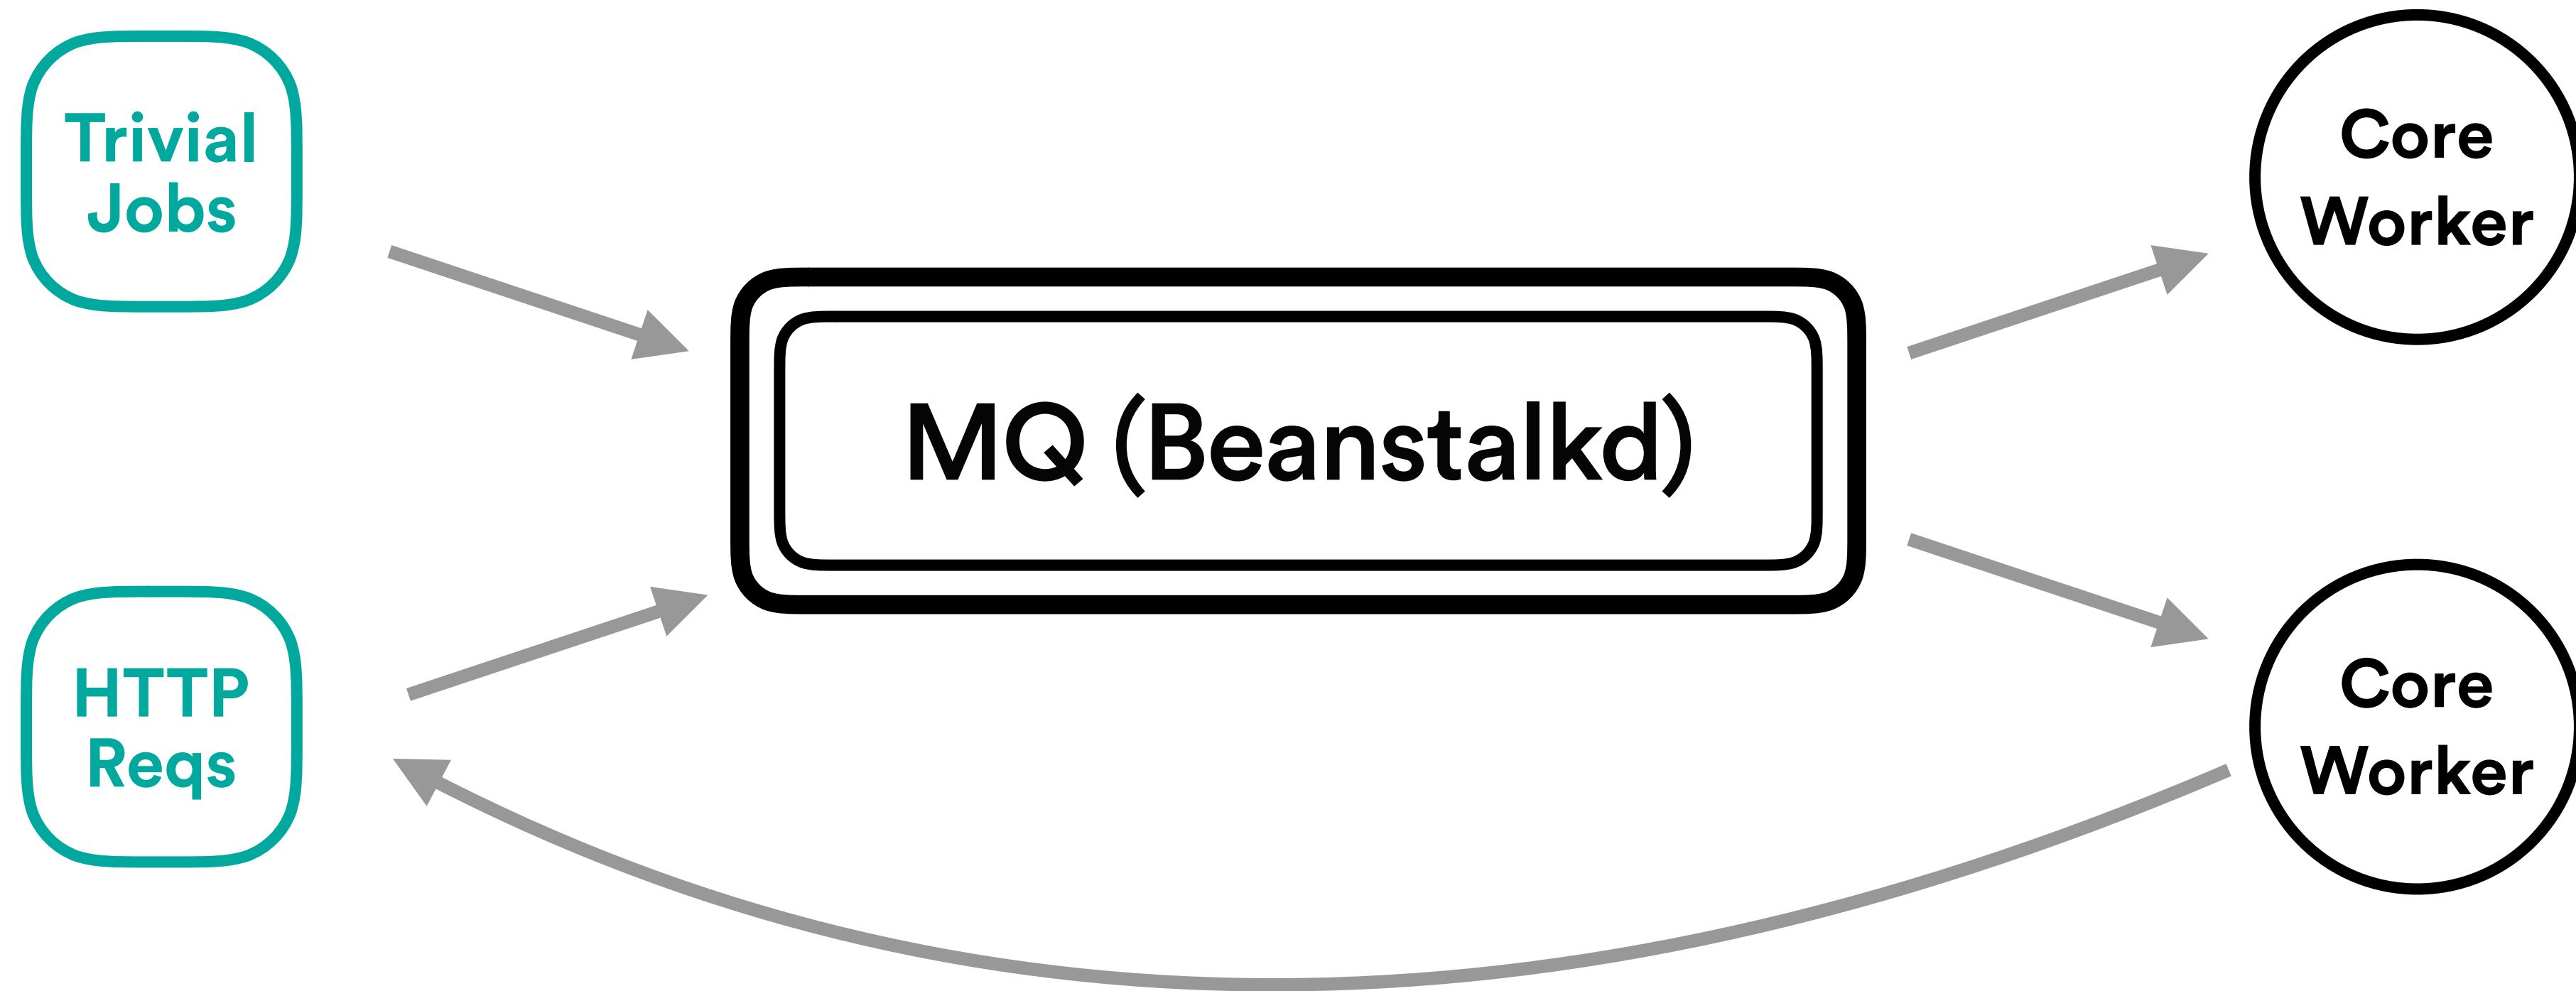 Trivial
Jobs
HTTP
Reqs
MQ (Beanstalkd)
Core
Worker
Core
Worker